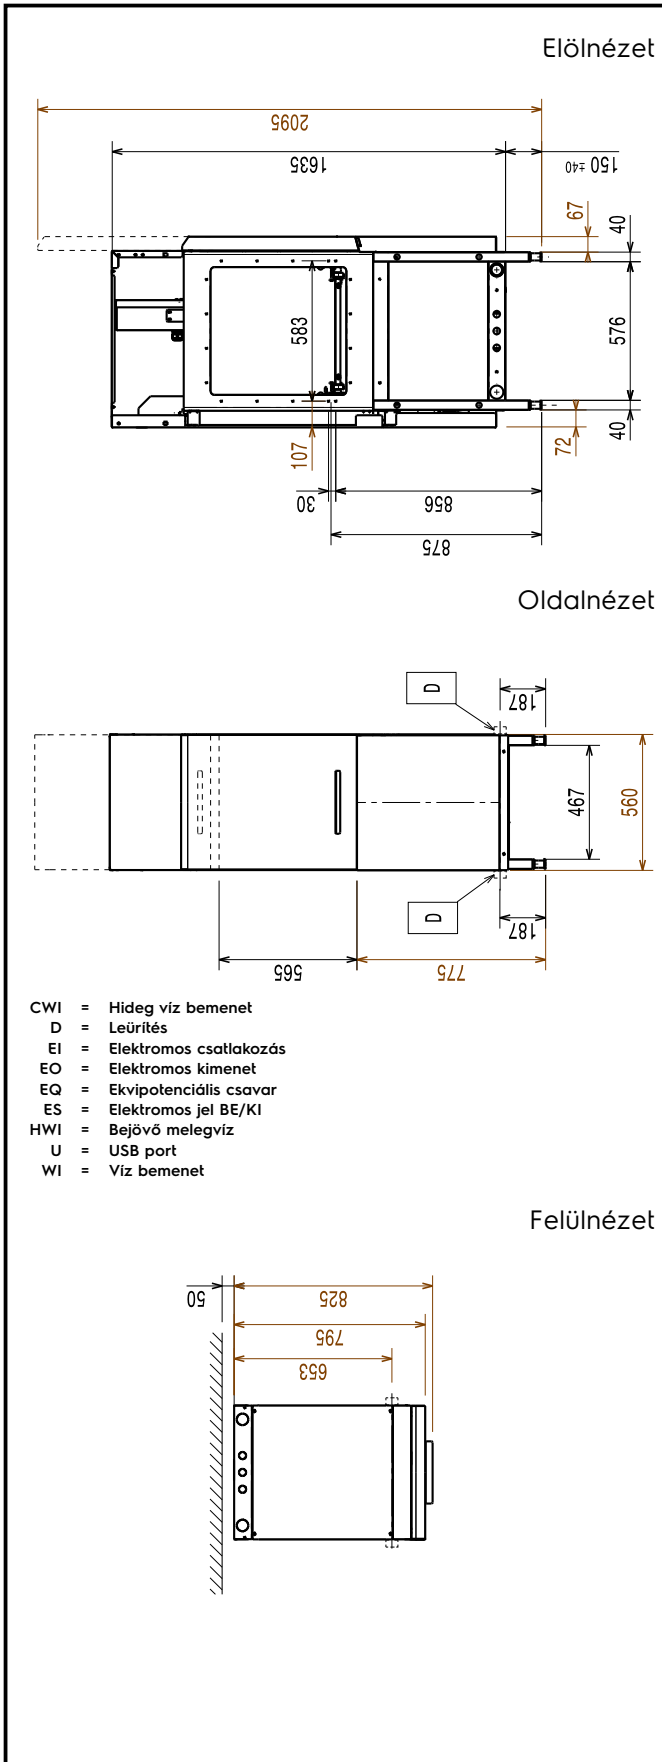 Elölnézet
2095
1635
150 ±40
67
40
583
576
107
72
40
30
856
875
Oldalnézet
D
187
467
560
D
187
565
775
CWI = Hideg víz bemenet
D = Leürítés
EI = Elektromos csatlakozás
EO = Elektromos kimenet
EQ = Ekvipotenciális csavar
ES = Elektromos jel BE/KI
HWI = Bejövő melegvíz
U = USB port
WI = Víz bemenet
Felülnézet
50
825
795
653